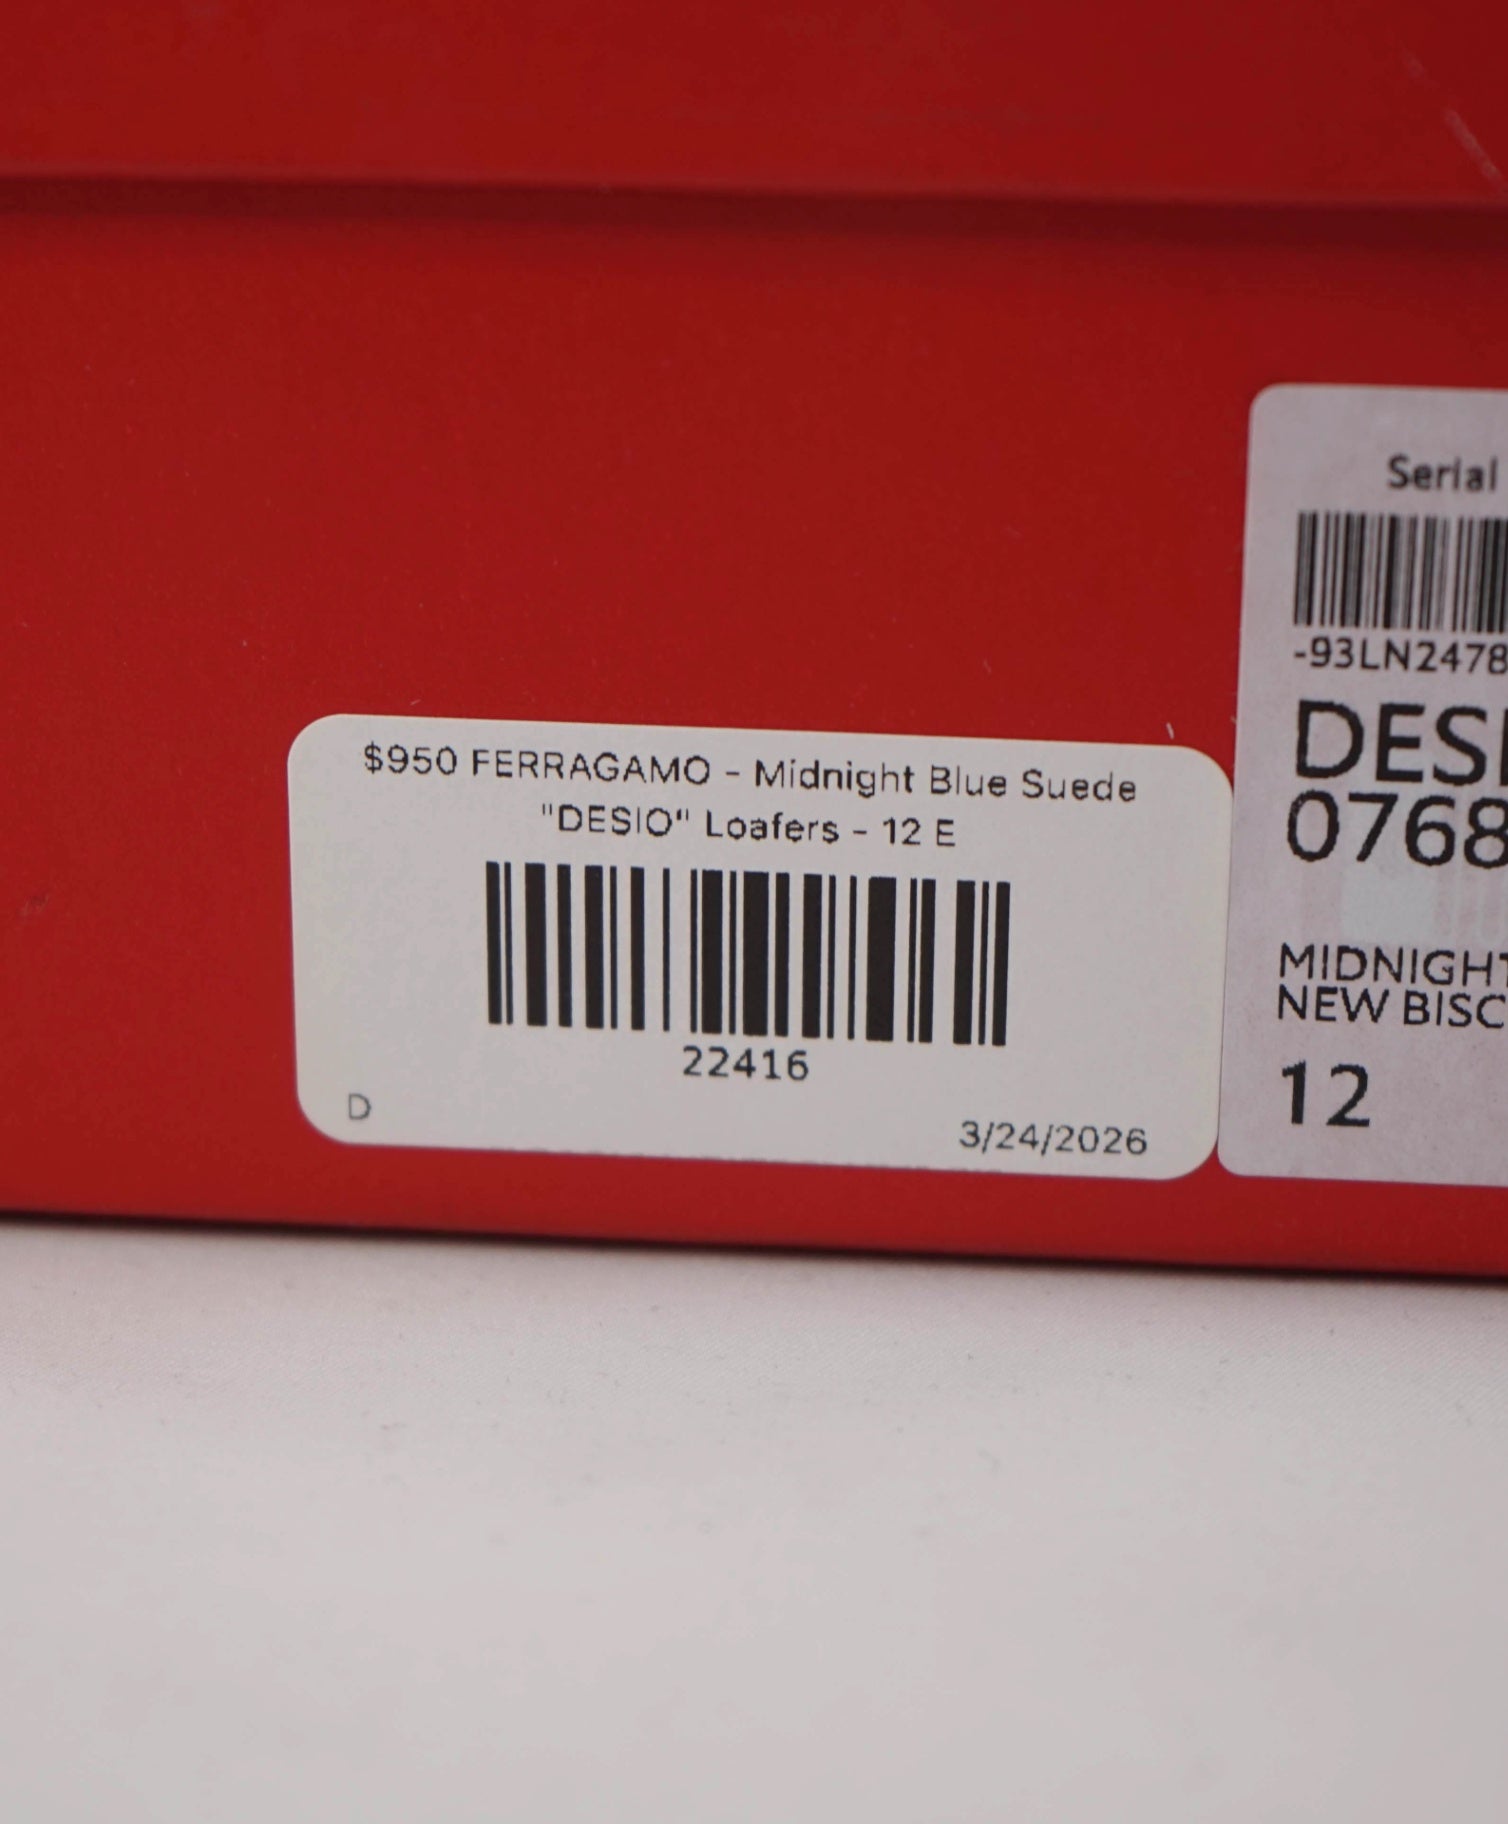 $950 FERRAGAMO - Midnight Blue Suede
"DESIO" Loafers - 12 E
22416
D
3/24/2026
Serial
-93LN2478
DESI
0768
MIDNIGHT
NEW BISC
12